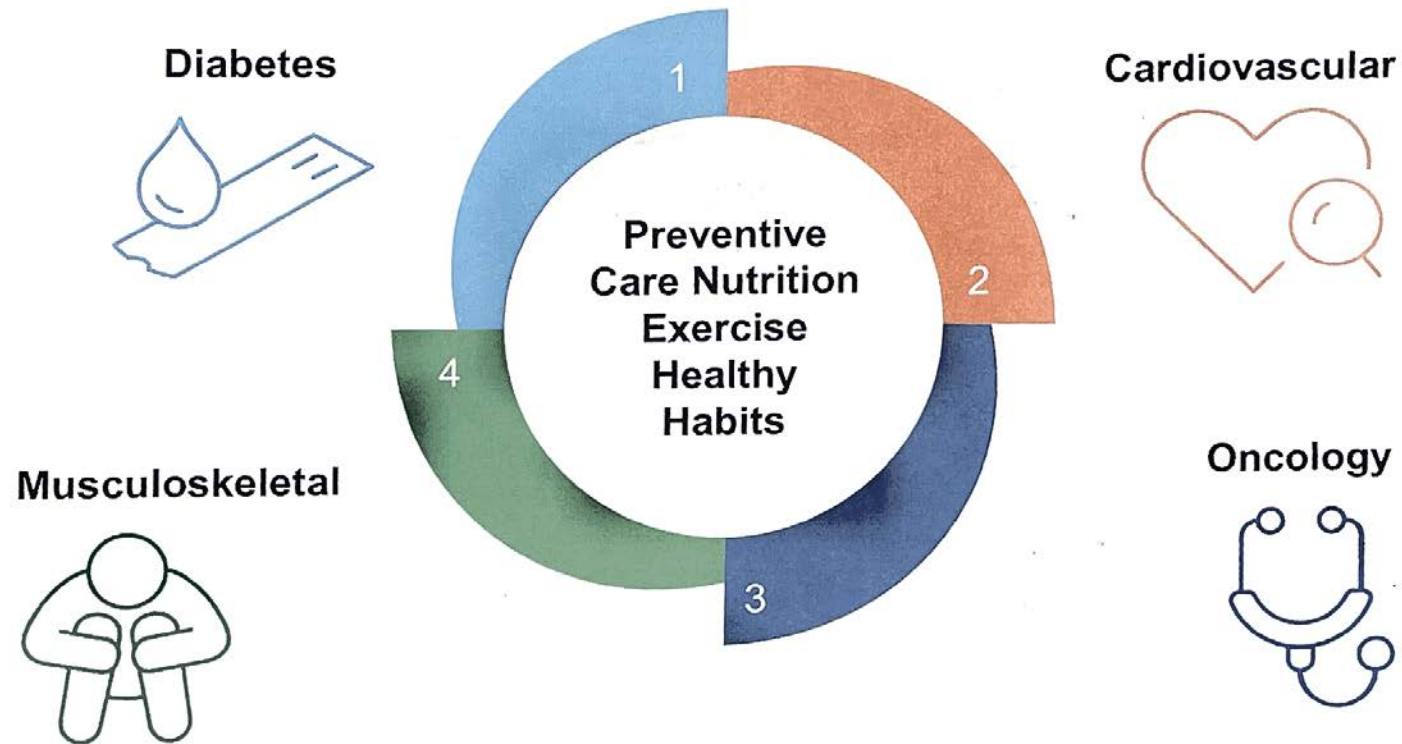 Diabetes
1
Cardiovascular
2
Preventive
Care Nutrition
Exercise
Healthy
Habits
4
Musculoskeletal
Oncology
3